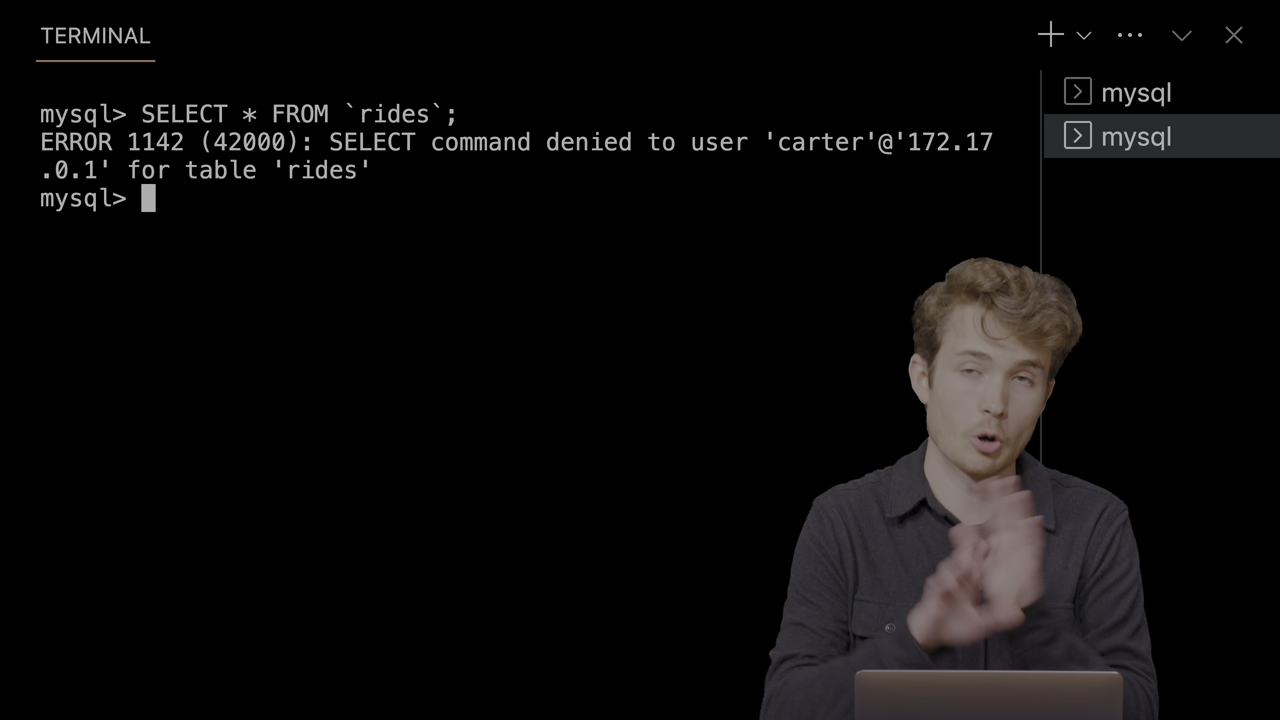 TERMINAL
mysql> SELECT * FROM `rides`;
ERROR 1142 (42000): SELECT command denied to user 'carter'@'172.17
.0.1' for table 'rides'
mysql>
mysql
mysql